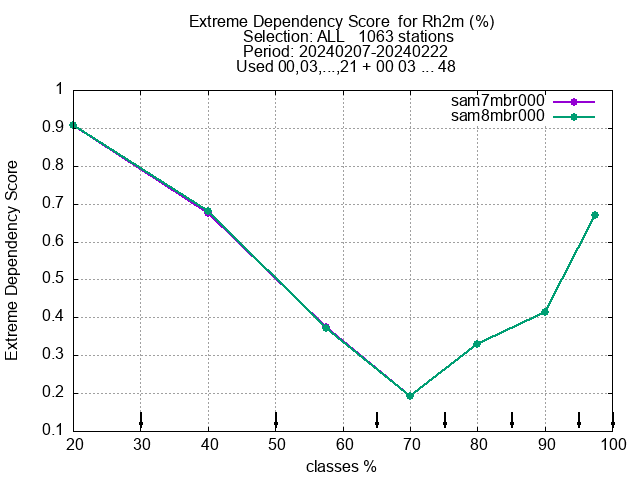 Extreme Dependency Score  for Rh2m (%)
Selection: ALL   1063 stations
Period: 20240207-20240222
Used 00,03,...,21 + 00 03 ... 48
sam7mbr000
sam8mbr000
1
0.9
0.8
0.7
0.6
0.5
0.4
0.3
0.2
0.1
Extreme Dependency Score
20 30 40 50 60 70 80 90 100
classes %